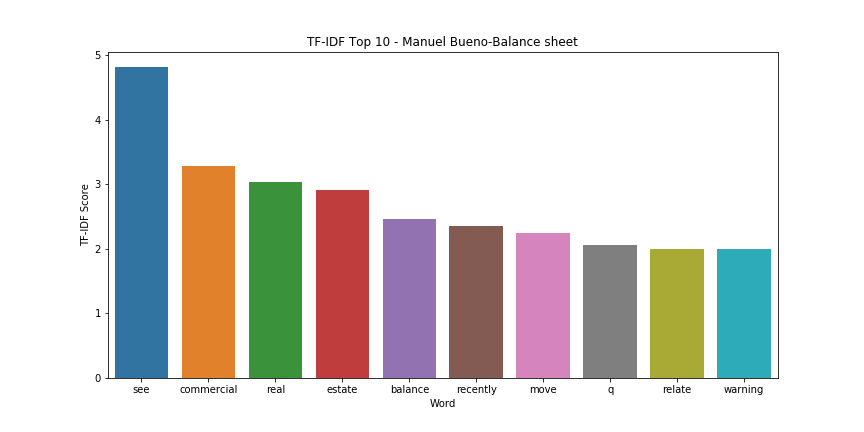 TF-IDF Top 10 - Manuel Bueno-Balance sheet
TF-IDF Score
5
4
3
2
1
0
see commercial real estate balance recently move q relate warning
Word